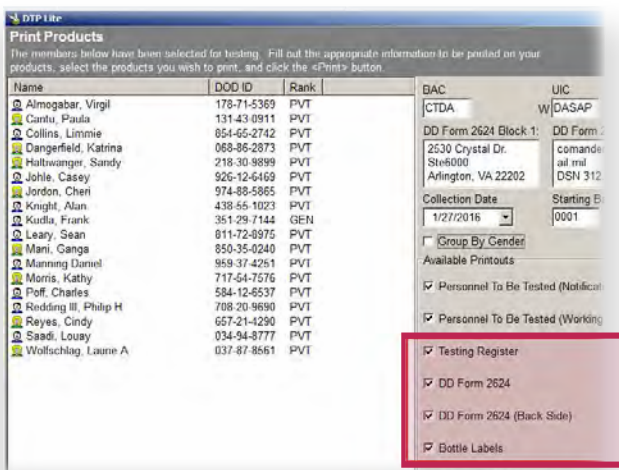 DTP Lite
Print Products
The members below have been selected for testing. Fill out the appropriate information to be printed on your
products, select the products you wish to print, and click the <Print> button.
Name DOD ID Rank
Almogabar, Virgil 178-71-5369 PVT
Cantu, Paula 131-43-0911 PVT
Collins, Limmie 854-65-2742 PVT
Dangerfield, Katrina 068-86-2873 PVT
Haltiwanger, Sandy 218-30-9899 PVT
Johle, Casey 926-12-6469 PVT
Jordon, Cheri 974-88-5865 PVT
Knight, Alan 438-55-1023 PVT
Kudla, Frank 351-29-7144 GEN
Leary, Sean 811-72-8975 PVT
Mani, Ganga 850-35-0240 PVT
Manning Daniel 959-37-4251 PVT
Morris, Kathy 717-54-7576 PVT
Poff, Charles 584-12-6537 PVT
Redding III, Philip H 708-20-9690 PVT
Reyes, Cindy 657-21-4290 PVT
Saadi, Louay 034-94-8777 PVT
Wolfschlag, Laurie A 037-87-8561 PVT
BAC UIC
CTDA W DASAP
DD Form 2624 Block 1: DD Form
2530 Crystal Dr. comande
Ste6000 ail mil
Arlington, VA 22202 DSN 312
Collection Date Starting
1/27/2016 0001
Group By Gender
Available Printouts
Personnel To Be Tested (Notificat
Personnel To Be Tested (Working
Testing Register
DD Form 2624
DD Form 2624 (Back Side)
Bottle Labels